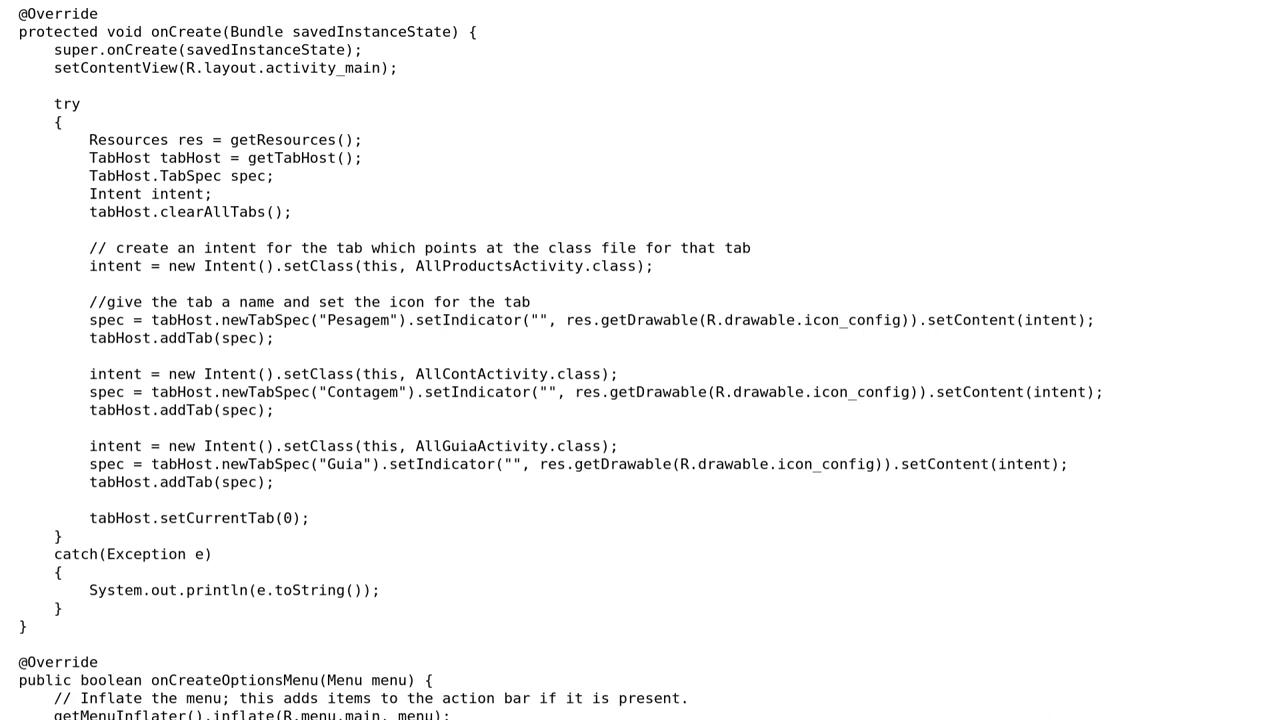 @Override
protected void onCreate(Bundle savedInstanceState) {
    super.onCreate(savedInstanceState);
    setContentView(R.layout.activity_main);

    try
    {
        Resources res = getResources();
        TabHost tabHost = getTabHost();
        TabHost.TabSpec spec;
        Intent intent;
        tabHost.clearAllTabs();

        // create an intent for the tab which points at the class file for that tab
        intent = new Intent().setClass(this, AllProductsActivity.class);

        //give the tab a name and set the icon for the tab
        spec = tabHost.newTabSpec("Pesagem").setIndicator("", res.getDrawable(R.drawable.icon_config)).setContent(intent);
        tabHost.addTab(spec);

        intent = new Intent().setClass(this, AllContActivity.class);
        spec = tabHost.newTabSpec("Contagem").setIndicator("", res.getDrawable(R.drawable.icon_config)).setContent(intent);
        tabHost.addTab(spec);

        intent = new Intent().setClass(this, AllGuiaActivity.class);
        spec = tabHost.newTabSpec("Guia").setIndicator("", res.getDrawable(R.drawable.icon_config)).setContent(intent);
        tabHost.addTab(spec);

        tabHost.setCurrentTab(0);
    }
    catch(Exception e)
    {
        System.out.println(e.toString());
    }
}

@Override
public boolean onCreateOptionsMenu(Menu menu) {
    // Inflate the menu; this adds items to the action bar if it is present.
    getMenuInflater().inflate(R.menu.main, menu);